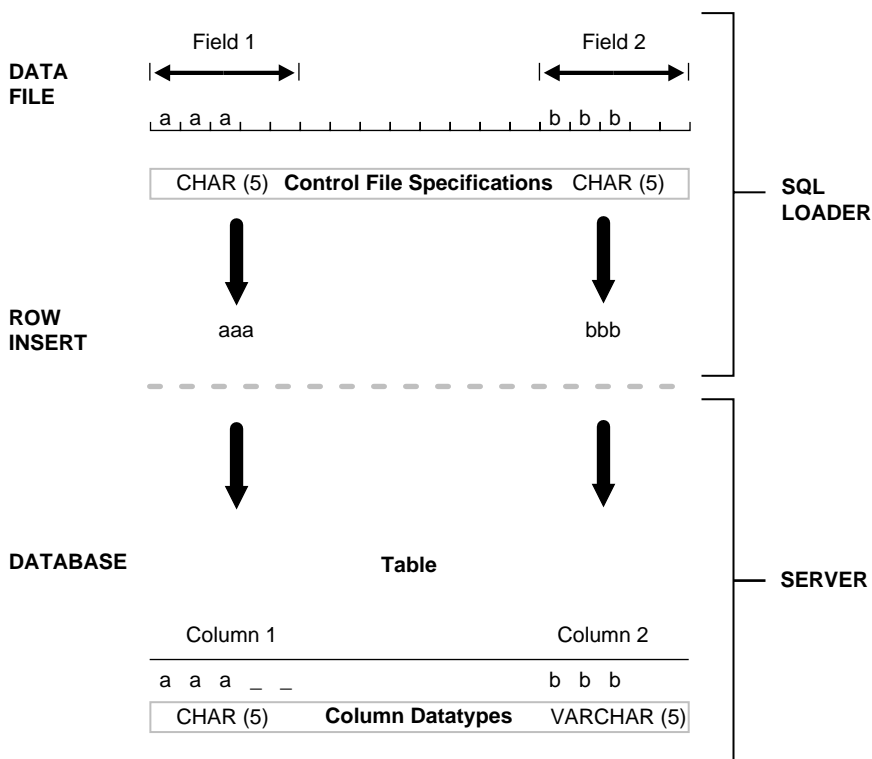 Field 1 Field 2
DATA
FILE
a a a b b b
CHAR (5) Control File Specifications CHAR (5)
SQL
LOADER
ROW
INSERT
aaa bbb
DATABASE
Table
SERVER
Column 1 Column 2
a a a _ _ b b b
CHAR (5) Column Datatypes VARCHAR (5)